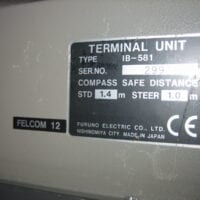 TERMINAL UNIT
TYPE IB-581
SER.NO. 299
COMPASS SAFE DISTANCE
STD 1.4 m STEER 1.0 m
FURUNO ELECTRIC CO., LTD.
NISHINOMIYA CITY, MADE IN JAPAN
CE
FELCOM 12